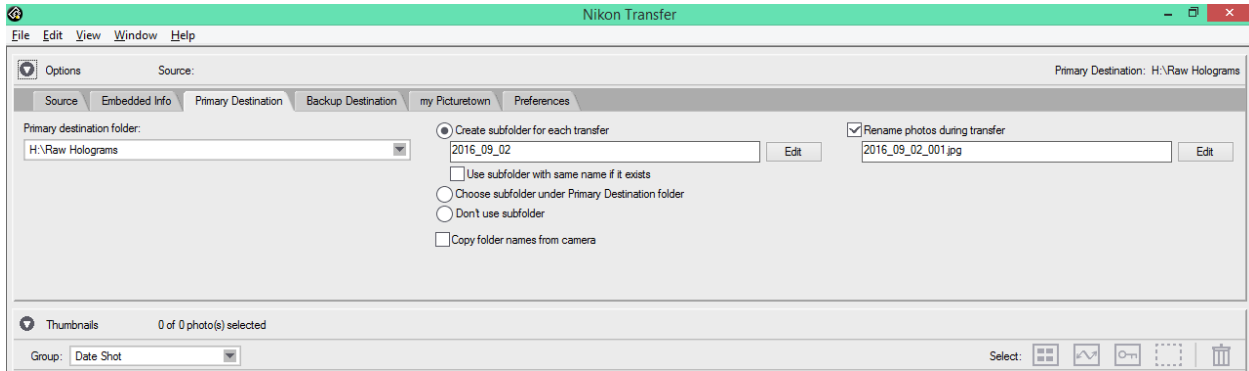 Nikon Transfer
File Edit View Window Help
Options Source: Primary Destination: H:\Raw Holograms
Source Embedded Info Primary Destination Backup Destination my Picturetown Preferences
Primary destination folder:
H:\Raw Holograms
Create subfolder for each transfer
2016_09_02 Edit
Use subfolder with same name if it exists
Choose subfolder under Primary Destination folder
Don't use subfolder
Copy folder names from camera
Rename photos during transfer
2016_09_02_001.jpg Edit
Thumbnails 0 of 0 photo(s) selected
Group: Date Shot Select: